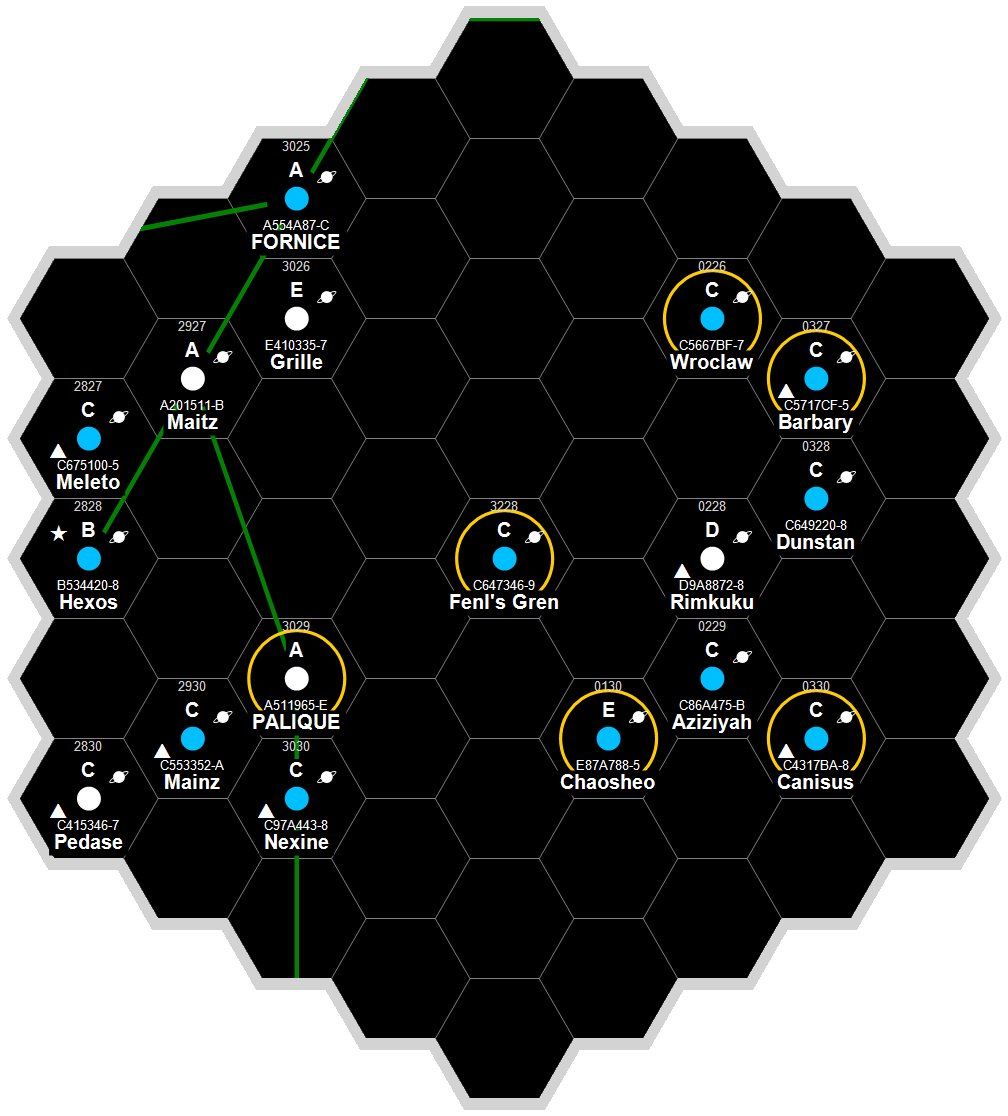 3025
A
A554A87-C
FORNICE
3026
E
E410335-7
Grille
0226
C
C5667BF-7
Wroclaw
2927
A
A201511-B
Maitz
0327
C
C5717CF-5
Barbary
2827
C
C675100-5
Meleto
0328
C
C649220-8
Dunstan
2828
B
B534420-8
Hexos
3228
C
C647346-9
Fenl's Gren
0228
D
D9A8872-8
Rimkuku
3029
A
A511965-E
PALIQUE
0229
C
C86A475-B
Aziziyah
2930
C
C553352-A
Mainz
0130
E
E87A788-5
Chaosheo
0330
C
C4317BA-8
Canisus
2830
C
C415346-7
Pedase
3030
C
C97A443-8
Nexine